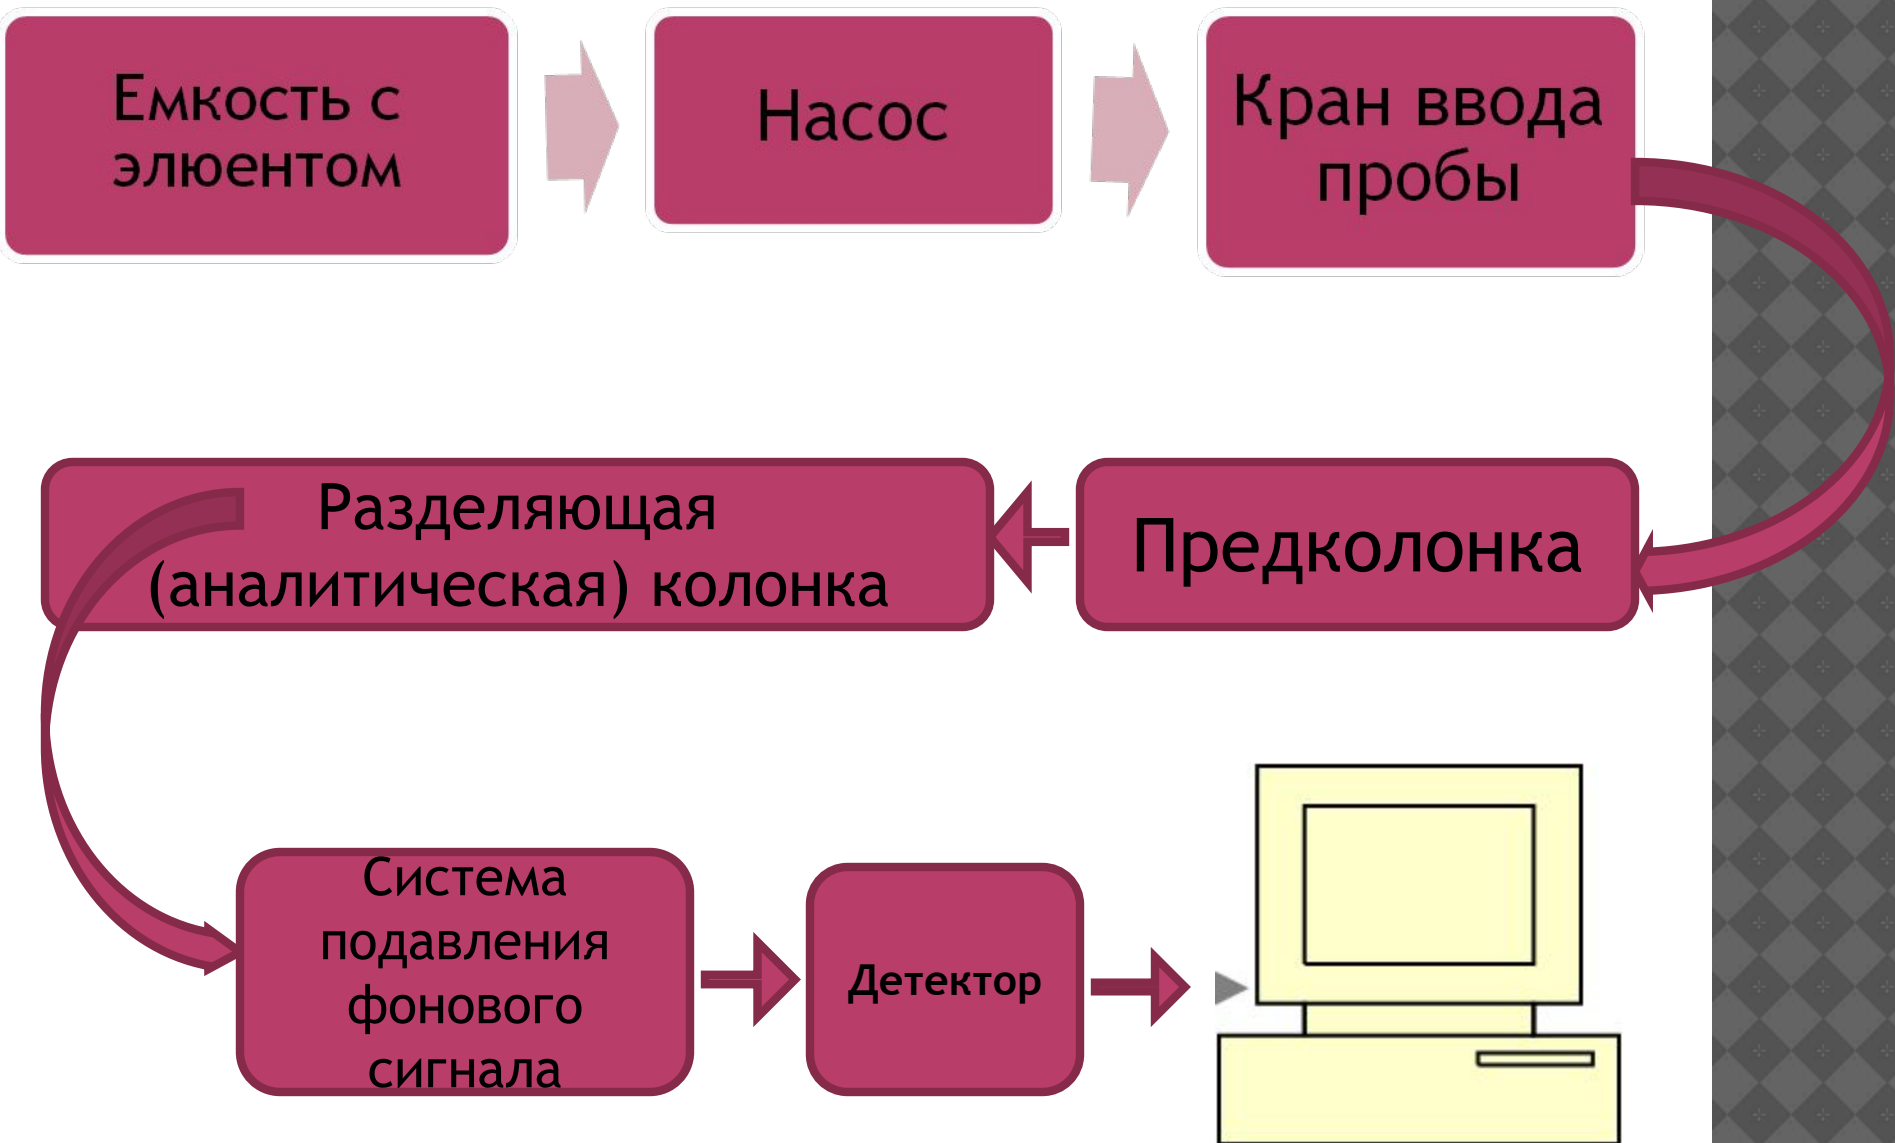 Емкость с
элюентом
Насос
Кран ввода
пробы
Предколонка
Разделяющая
(аналитическая) колонка
Система
подавления
фонового
сигнала
Детектор